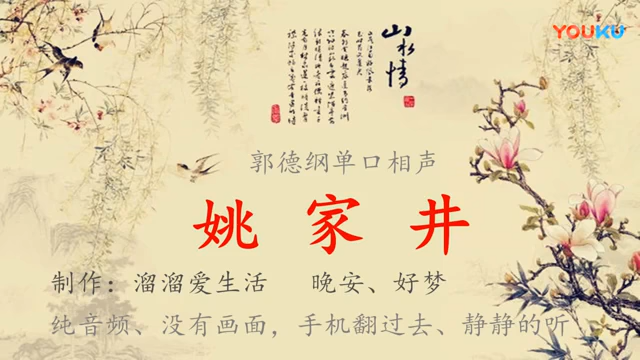 YOUKU
山水情
郭德纲单口相声
姚家井
制作：溜溜爱生活 晚安、好梦
纯音频、没有画面，手机翻过去、静静的听